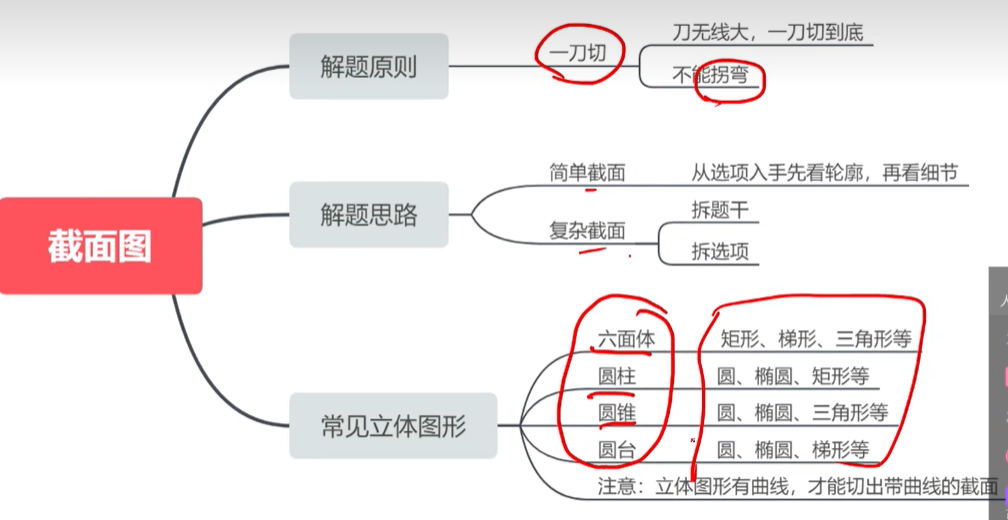 截面图
解题原则
一刀切
刀无线大，一刀切到底
不能拐弯
解题思路
简单截面
从选项入手先看轮廓，再看细节
复杂截面
拆题干
拆选项
常见立体图形
六面体
矩形、梯形、三角形等
圆柱
圆、椭圆、矩形等
圆锥
圆、椭圆、三角形等
圆台
圆、椭圆、梯形等
注意：立体图形有曲线，才能切出带曲线的截面